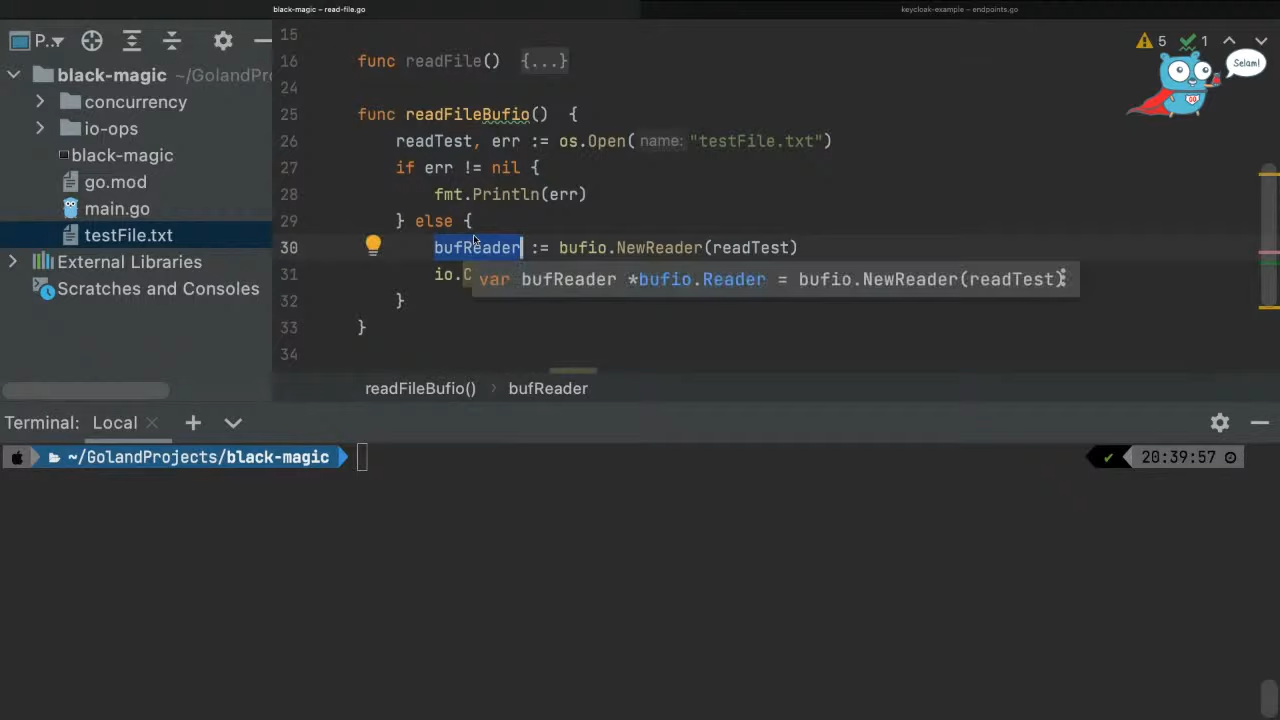 black-magic – read-file.go
keycloak-example – endpoints.go
P..
5 1
Selam!
black-magic ~/GolandPro
concurrency
io-ops
black-magic
go.mod
main.go
testFile.txt
External Libraries
Scratches and Consoles
15
16 func readFile() {...}
24
25 func readFileBufio() {
26 readTest, err := os.Open( name: "testFile.txt")
27 if err != nil {
28 fmt.Println(err)
29 } else {
30 bufReader := bufio.NewReader(readTest)
31 io.C
var bufReader *bufio.Reader = bufio.NewReader(readTest)
32 }
33 }
34
readFileBufio() › bufReader
Terminal: Local
~/GolandProjects/black-magic
20:39:57